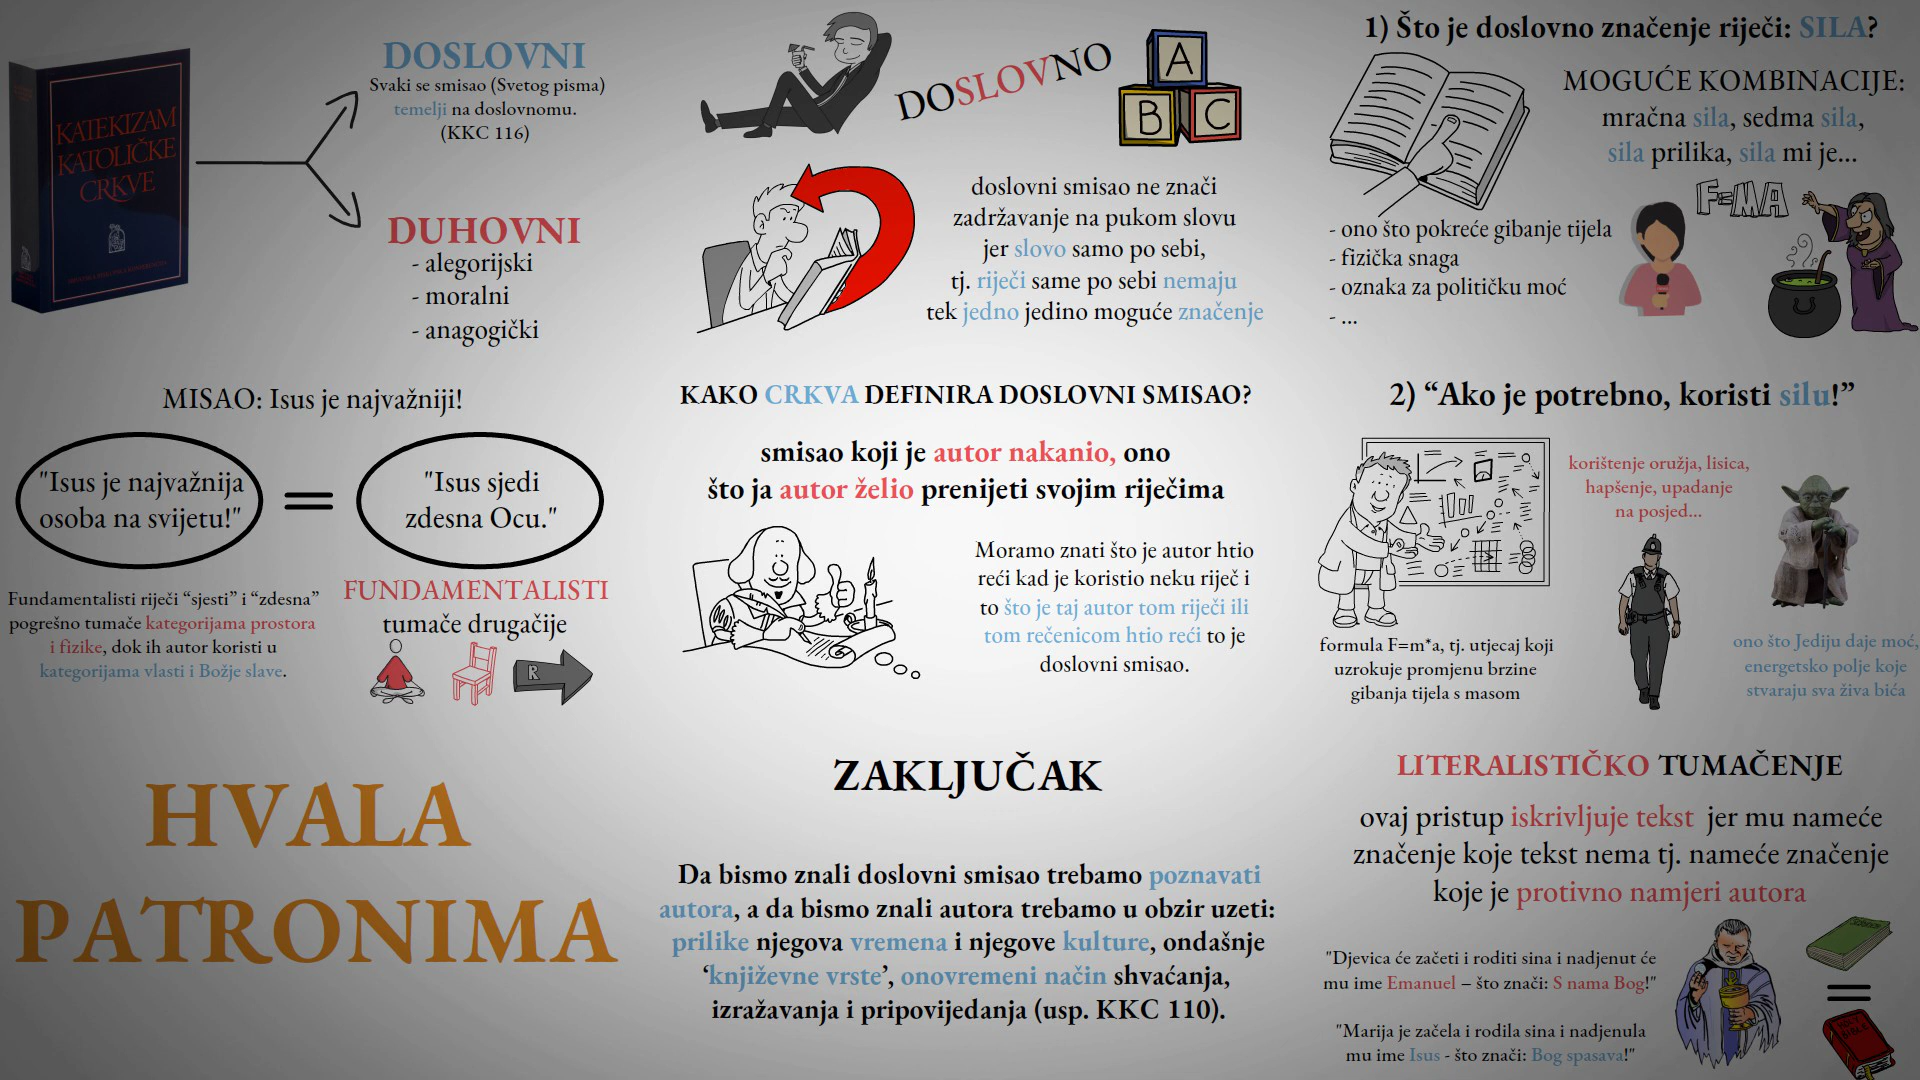 KATEKIZAM
KATOLIČKE
CRKVE
DOSLOVNI
Svaki se smisao (Svetog pisma)
temelji na doslovnomu.
(KKC 116)
DUHOVNI
- alegorijski
- moralni
- anagogički
DOSLOVNO
A
B C
doslovni smisao ne znači
zadržavanje na pukom slovu
jer slovo samo po sebi,
tj. riječi same po sebi nemaju
tek jedno jedino moguće značenje
1) Što je doslovno značenje riječi: SILA?
MOGUĆE KOMBINACIJE:
mračna sila, sedma sila,
sila prilika, sila mi je...
F=MA
- ono što pokreće gibanje tijela
- fizička snaga
- oznaka za političku moć
- ...
MISAO: Isus je najvažniji!
"Isus je najvažnija
osoba na svijetu!"
=
"Isus sjedi
zdesna Ocu."
Fundamentalisti riječi “sjesti” i “zdesna”
pogrešno tumače kategorijama prostora
i fizike, dok ih autor koristi u
kategorijama vlasti i Božje slave.
FUNDAMENTALISTI
tumače drugačije
R
KAKO CRKVA DEFINIRA DOSLOVNI SMISAO?
smisao koji je autor nakanio, ono
što ja autor želio prenijeti svojim riječima
Moramo znati što je autor htio
reći kad je koristio neku riječ i
to što je taj autor tom riječi ili
tom rečenicom htio reći to je
doslovni smisao.
2) “Ako je potrebno, koristi silu!”
korištenje oružja, lisica,
hapšenje, upadanje
na posjed...
formula F=m*a, tj. utjecaj koji
uzrokuje promjenu brzine
gibanja tijela s masom
ono što Jediju daje moć,
energetsko polje koje
stvaraju sva živa bića
HVALA
PATRONIMA
ZAKLJUČAK
Da bismo znali doslovni smisao trebamo poznavati
autora, a da bismo znali autora trebamo u obzir uzeti:
prilike njegova vremena i njegove kulture, ondašnje
‘književne vrste’, onovremeni način shvaćanja,
izražavanja i pripovijedanja (usp. KKC 110).
LITERALISTIČKO TUMAČENJE
ovaj pristup iskrivljuje tekst jer mu nameće
značenje koje tekst nema tj. nameće značenje
koje je protivno namjeri autora
"Djevica će začeti i roditi sina i nadjenut će
mu ime Emanuel – što znači: S nama Bog!"
"Marija je začela i rodila sina i nadjenula
mu ime Isus - što znači: Bog spasava!"
=
HOLY
BIBLE